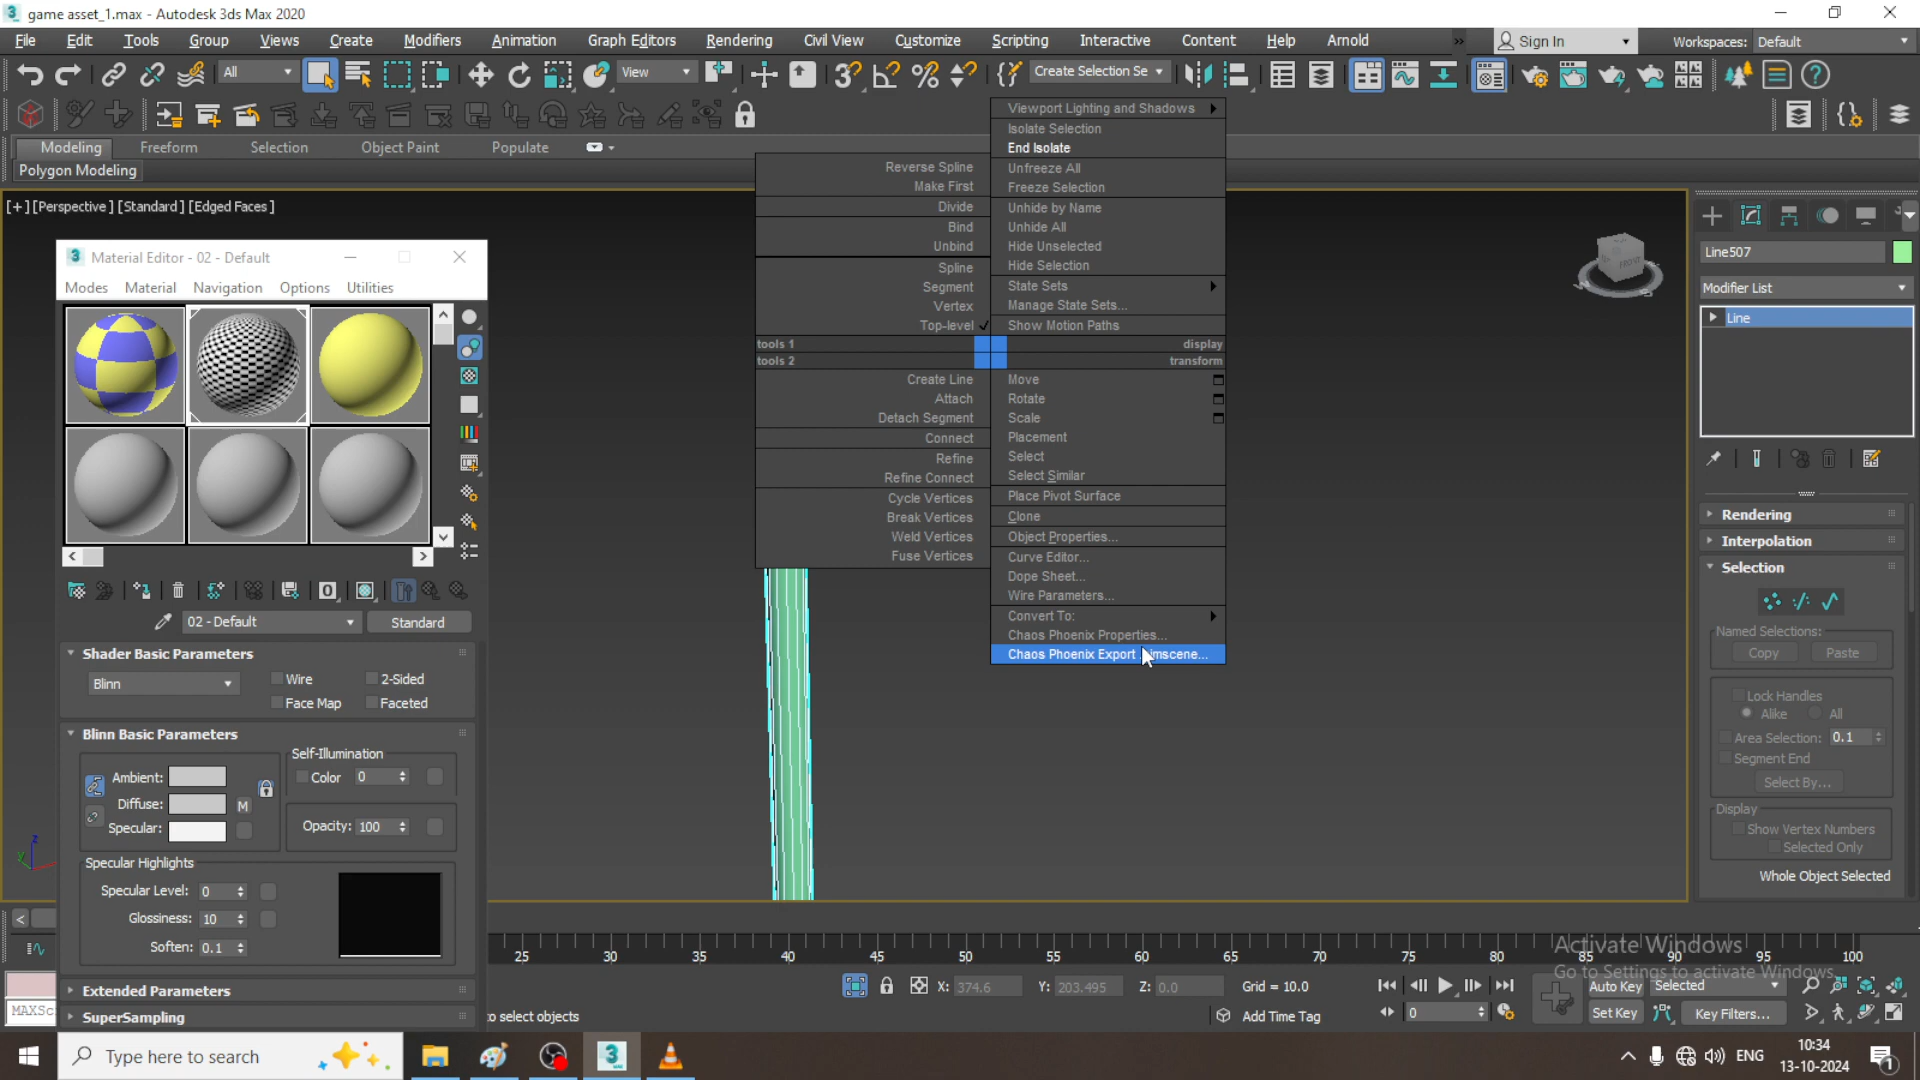 game asset_1.max - Autodesk 3ds Max 2020
File Edit Tools Group Views Create Modifiers Animation Graph Editors Rendering Civil View Customize Scripting Interactive Content Help Arnold » Sign In Workspaces: Default
All View Create Selection Se
Modeling Freeform Selection Object Paint Populate
Polygon Modeling
[+] [Perspective] [Standard] [Edged Faces]
Material Editor - 02 - Default
Modes Material Navigation Options Utilities
02 - Default Standard
Shader Basic Parameters
Blinn Wire 2-Sided
Face Map Faceted
Blinn Basic Parameters
Self-Illumination
Ambient: Color 0
Diffuse: M
Specular: Opacity: 100
Specular Highlights
Specular Level: 0
Glossiness: 10
Soften: 0.1
Extended Parameters
SuperSampling
Reverse Spline
Make First
Divide
Bind
Unbind
Spline
Segment
Vertex
Top-level
tools 1
tools 2
Create Line
Attach
Detach Segment
Connect
Refine
Refine Connect
Cycle Vertices
Break Vertices
Weld Vertices
Fuse Vertices
Viewport Lighting and Shadows
Isolate Selection
End Isolate
Unfreeze All
Freeze Selection
Unhide by Name
Unhide All
Hide Unselected
Hide Selection
State Sets
Manage State Sets...
Show Motion Paths
display
transform
Move
Rotate
Scale
Placement
Select
Select Similar
Place Pivot Surface
Clone
Object Properties...
Curve Editor...
Dope Sheet...
Wire Parameters...
Convert To:
Chaos Phoenix Properties...
Chaos Phoenix Export
Line507
Modifier List
Line
Rendering
Interpolation
Selection
Named Selections:
Copy Paste
Lock Handles
Alike All
Area Selection: 0.1
Segment End
Select By...
Display
Show Vertex Numbers
Selected Only
Whole Object Selected
25 30 35 40 45 50 55 60 65 70 75 80 95 100
Activate Windows
Go to Settings to activate Windows.
X: 374.6 Y: 203.495 Z: 0.0 Grid = 10.0 Auto Key Selected
to select objects Add Time Tag 0 Set Key Key Filters...
Type here to search
ENG
10:34
13-10-2024
1